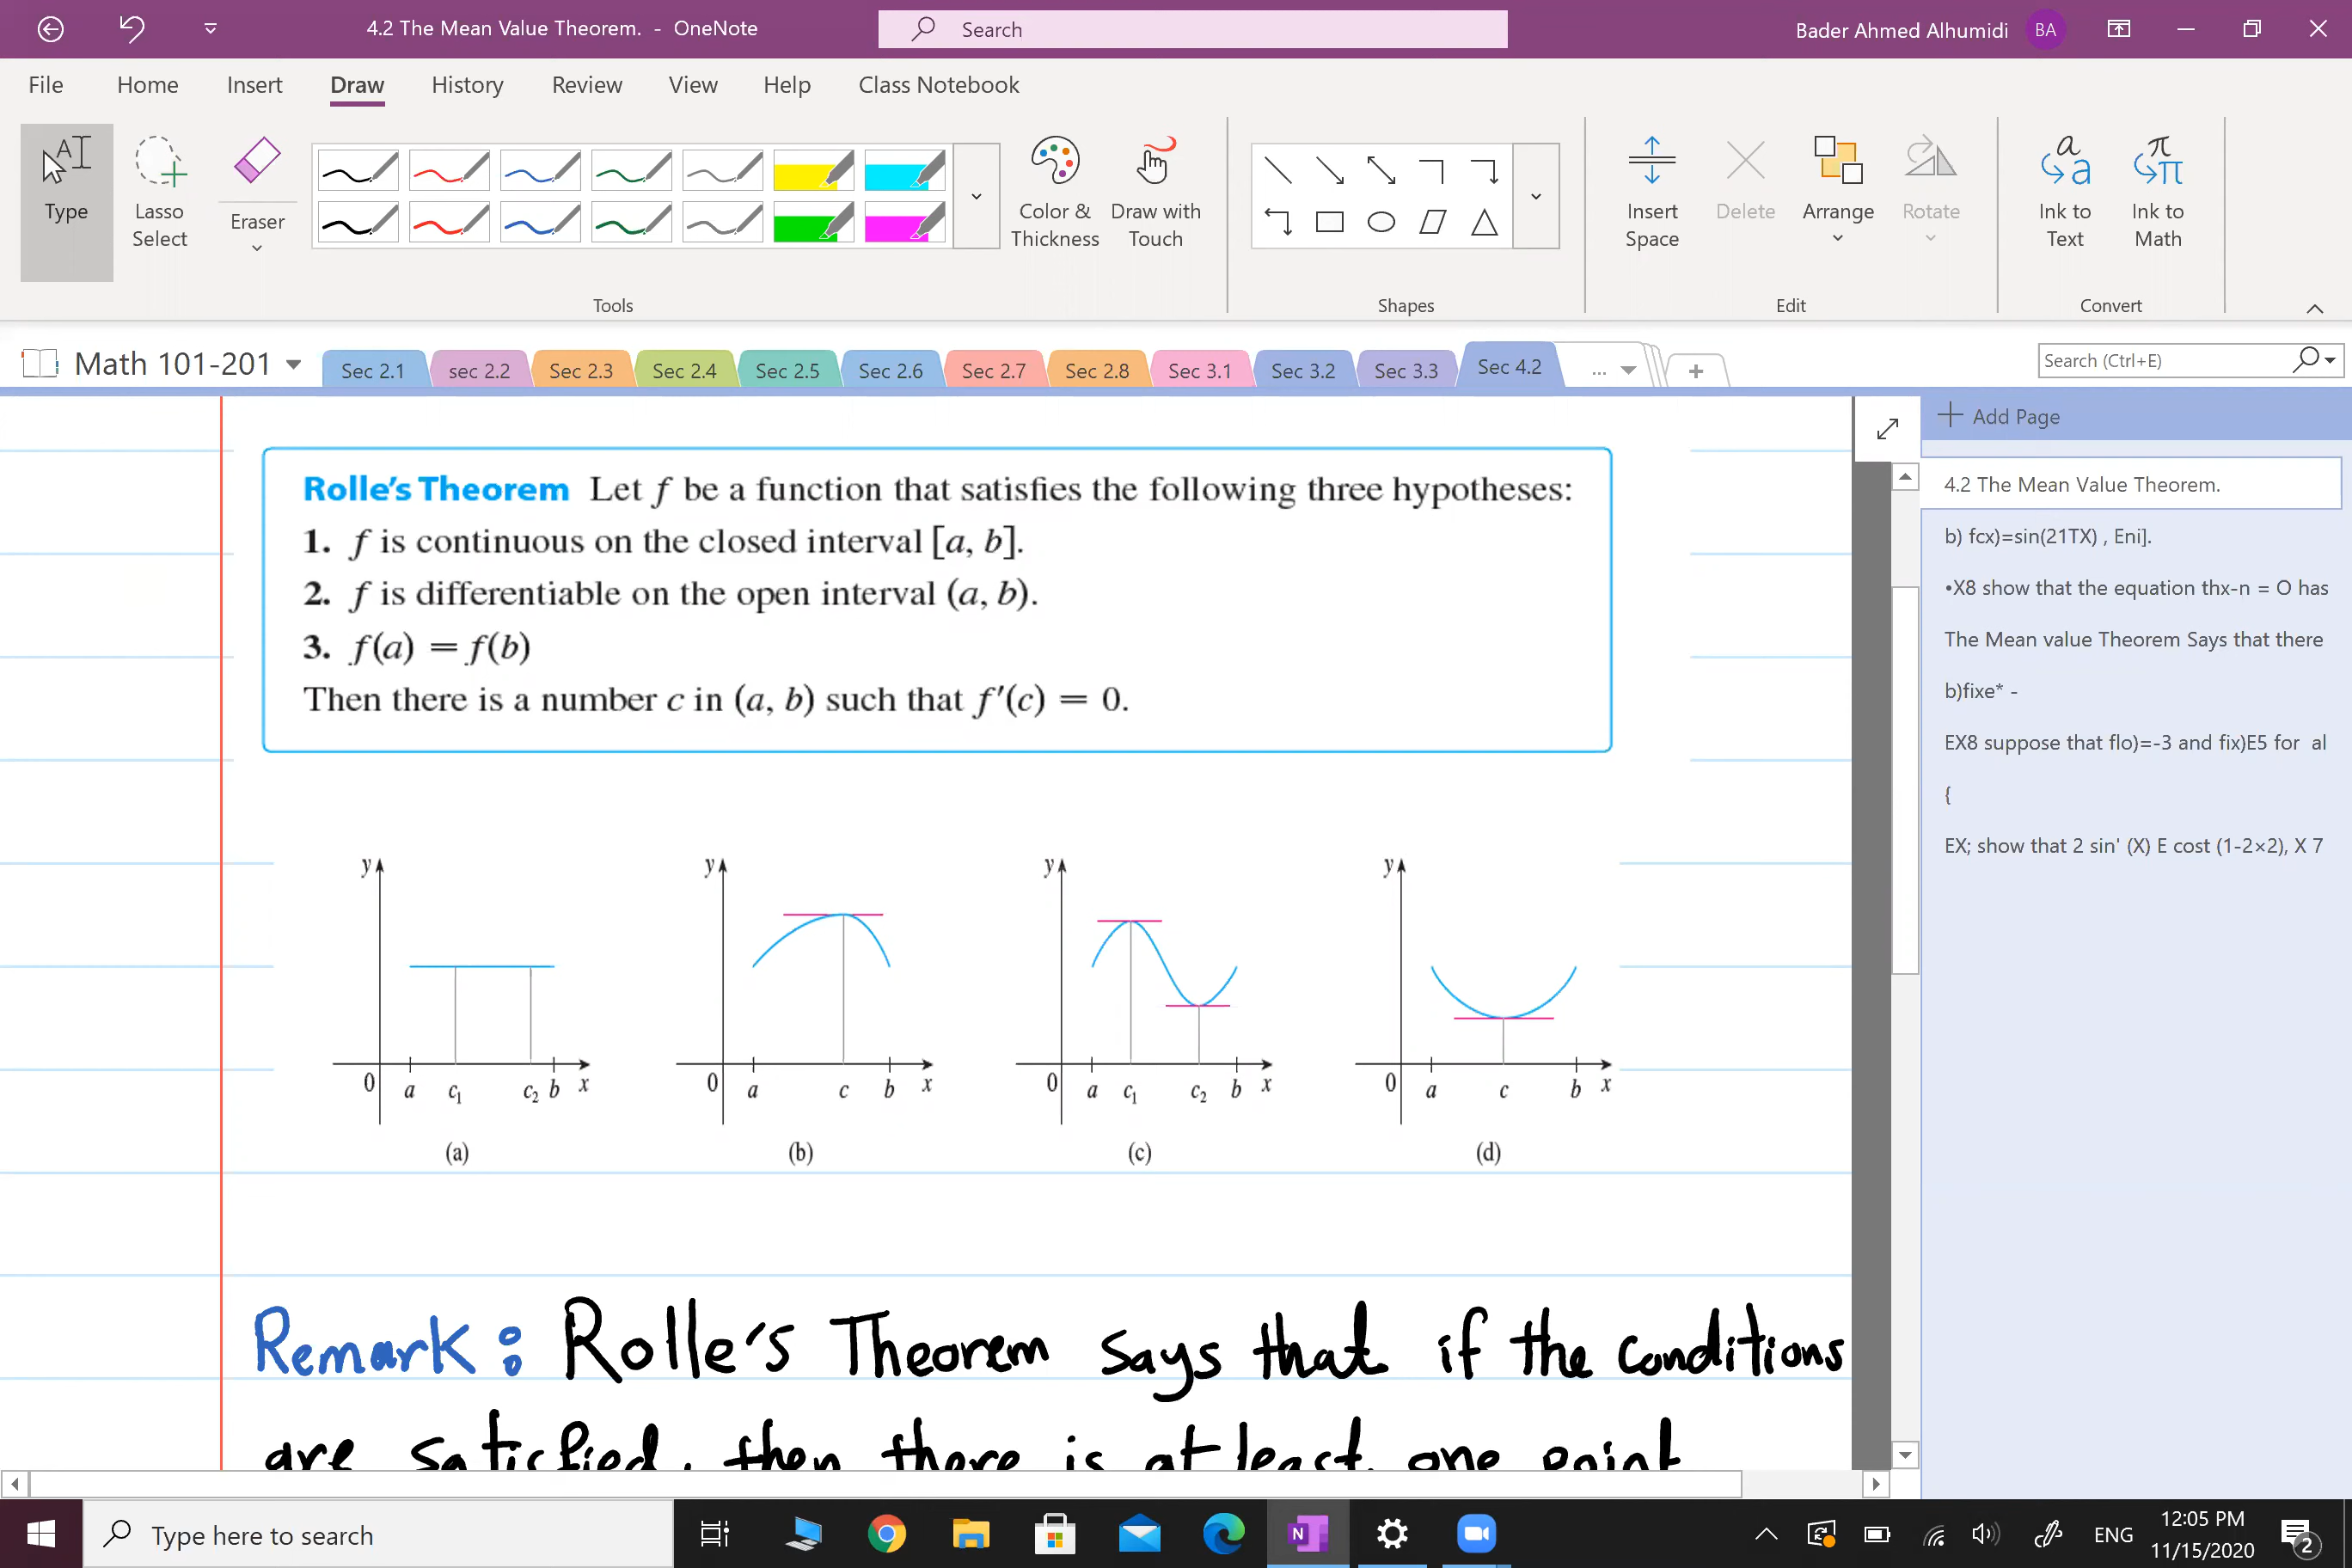 4.2 The Mean Value Theorem. - OneNote
Search
Bader Ahmed Alhumidi BA
File Home Insert Draw History Review View Help Class Notebook
Type
Lasso Select
Eraser
Color & Thickness
Draw with Touch
Insert Space
Delete
Arrange
Rotate
Ink to Text
Ink to Math
Tools Shapes Edit Convert
Math 101-201 Sec 2.1 sec 2.2 Sec 2.3 Sec 2.4 Sec 2.5 Sec 2.6 Sec 2.7 Sec 2.8 Sec 3.1 Sec 3.2 Sec 3.3 Sec 4.2 ... +
Search (Ctrl+E)
Add Page
4.2 The Mean Value Theorem.
b) fcx)=sin(21TX) , Eni].
•X8 show that the equation thx-n = O has
The Mean value Theorem Says that there
b)fixe* -
EX8 suppose that flo)=-3 and fix)E5 for al
{
EX; show that 2 sin' (X) E cost (1-2×2), X 7
Rolle's Theorem Let f be a function that satisfies the following three hypotheses:
1. f is continuous on the closed interval [a, b].
2. f is differentiable on the open interval (a, b).
3. f(a) = f(b)
Then there is a number c in (a, b) such that f′(c) = 0.
y y y y
0 a c₁ c₂ b x
0 a c b x
0 a c₁ c₂ b x
0 a c b x
(a) (b) (c) (d)
Remark: Rolle's Theorem says that if the conditions
are satisfied, then there is at least one point
Type here to search
ENG
12:05 PM
11/15/2020
2